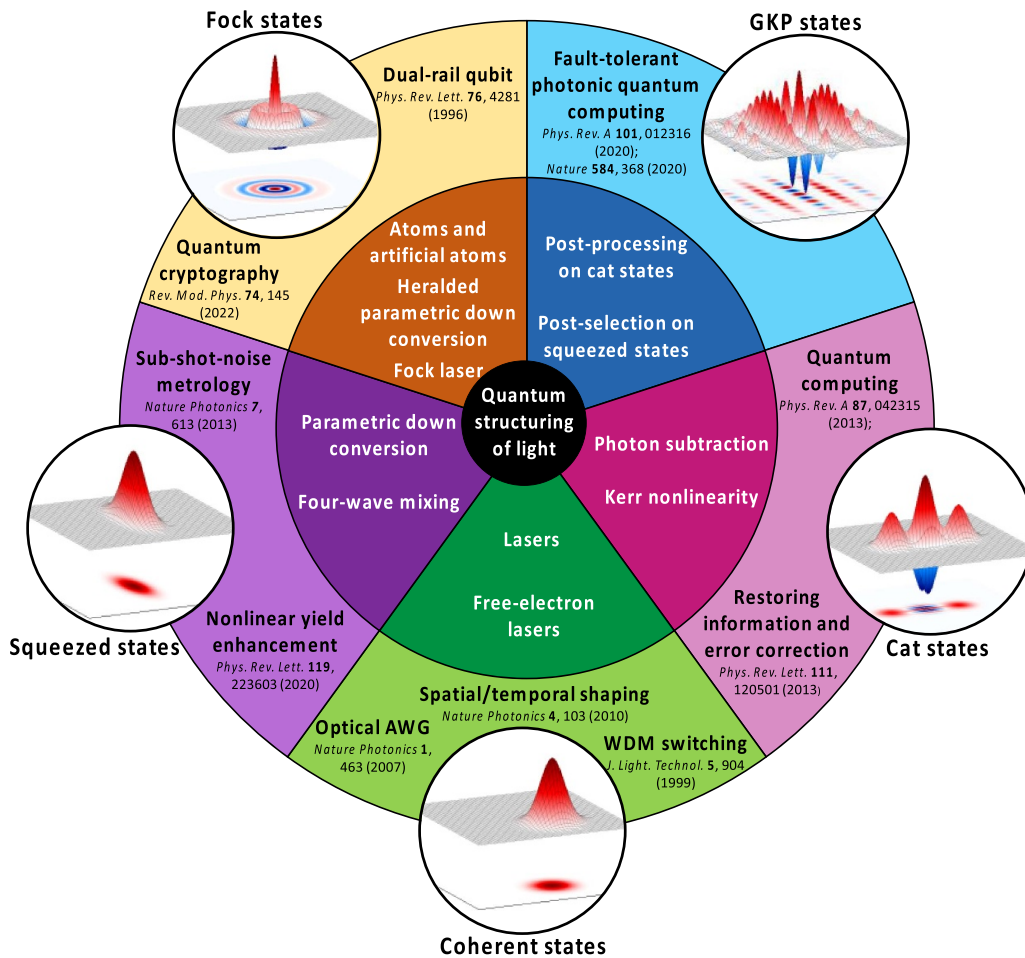 Fock states
GKP states
Dual-rail qubit
Phys. Rev. Lett. 76, 4281
(1996)
Quantum
cryptography
Rev. Mod. Phys. 74, 145
(2022)
Fault-tolerant
photonic quantum
computing
Phys. Rev. A 101, 012316
(2020);
Nature 584, 368 (2020)
Atoms and
artificial atoms
Heralded
parametric down
conversion
Fock laser
Post-processing
on cat states
Post-selection on
squeezed states
Quantum
structuring
of light
Sub-shot-noise
metrology
Nature Photonics 7,
613 (2013)
Parametric down
conversion
Four-wave mixing
Photon subtraction
Kerr nonlinearity
Quantum
computing
Phys. Rev. A 87, 042315
(2013);
Lasers
Free-electron
lasers
Squeezed states
Nonlinear yield
enhancement
Phys. Rev. Lett. 119,
223603 (2020)
Restoring
information and
error correction
Phys. Rev. Lett. 111,
120501 (2013)
Cat states
Spatial/temporal shaping
Nature Photonics 4, 103 (2010)
Optical AWG
Nature Photonics 1,
463 (2007)
WDM switching
J. Light. Technol. 5, 904
(1999)
Coherent states